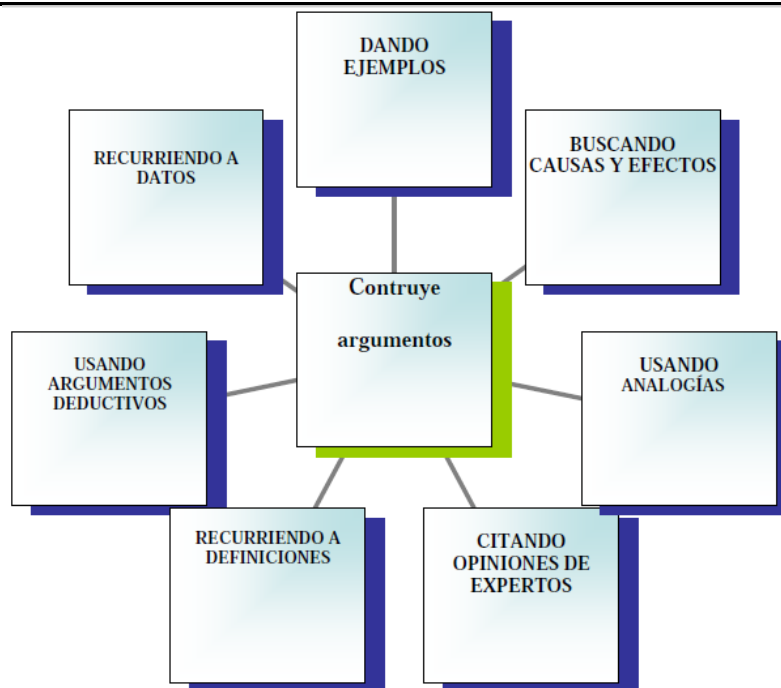 DANDO
EJEMPLOS
BUSCANDO
CAUSAS Y EFECTOS
RECURRIENDO A
DATOS
Contruye
argumentos
USANDO
ARGUMENTOS
DEDUCTIVOS
USANDO
ANALOGÍAS
RECURRIENDO A
DEFINICIONES
CITANDO
OPINIONES DE
EXPERTOS